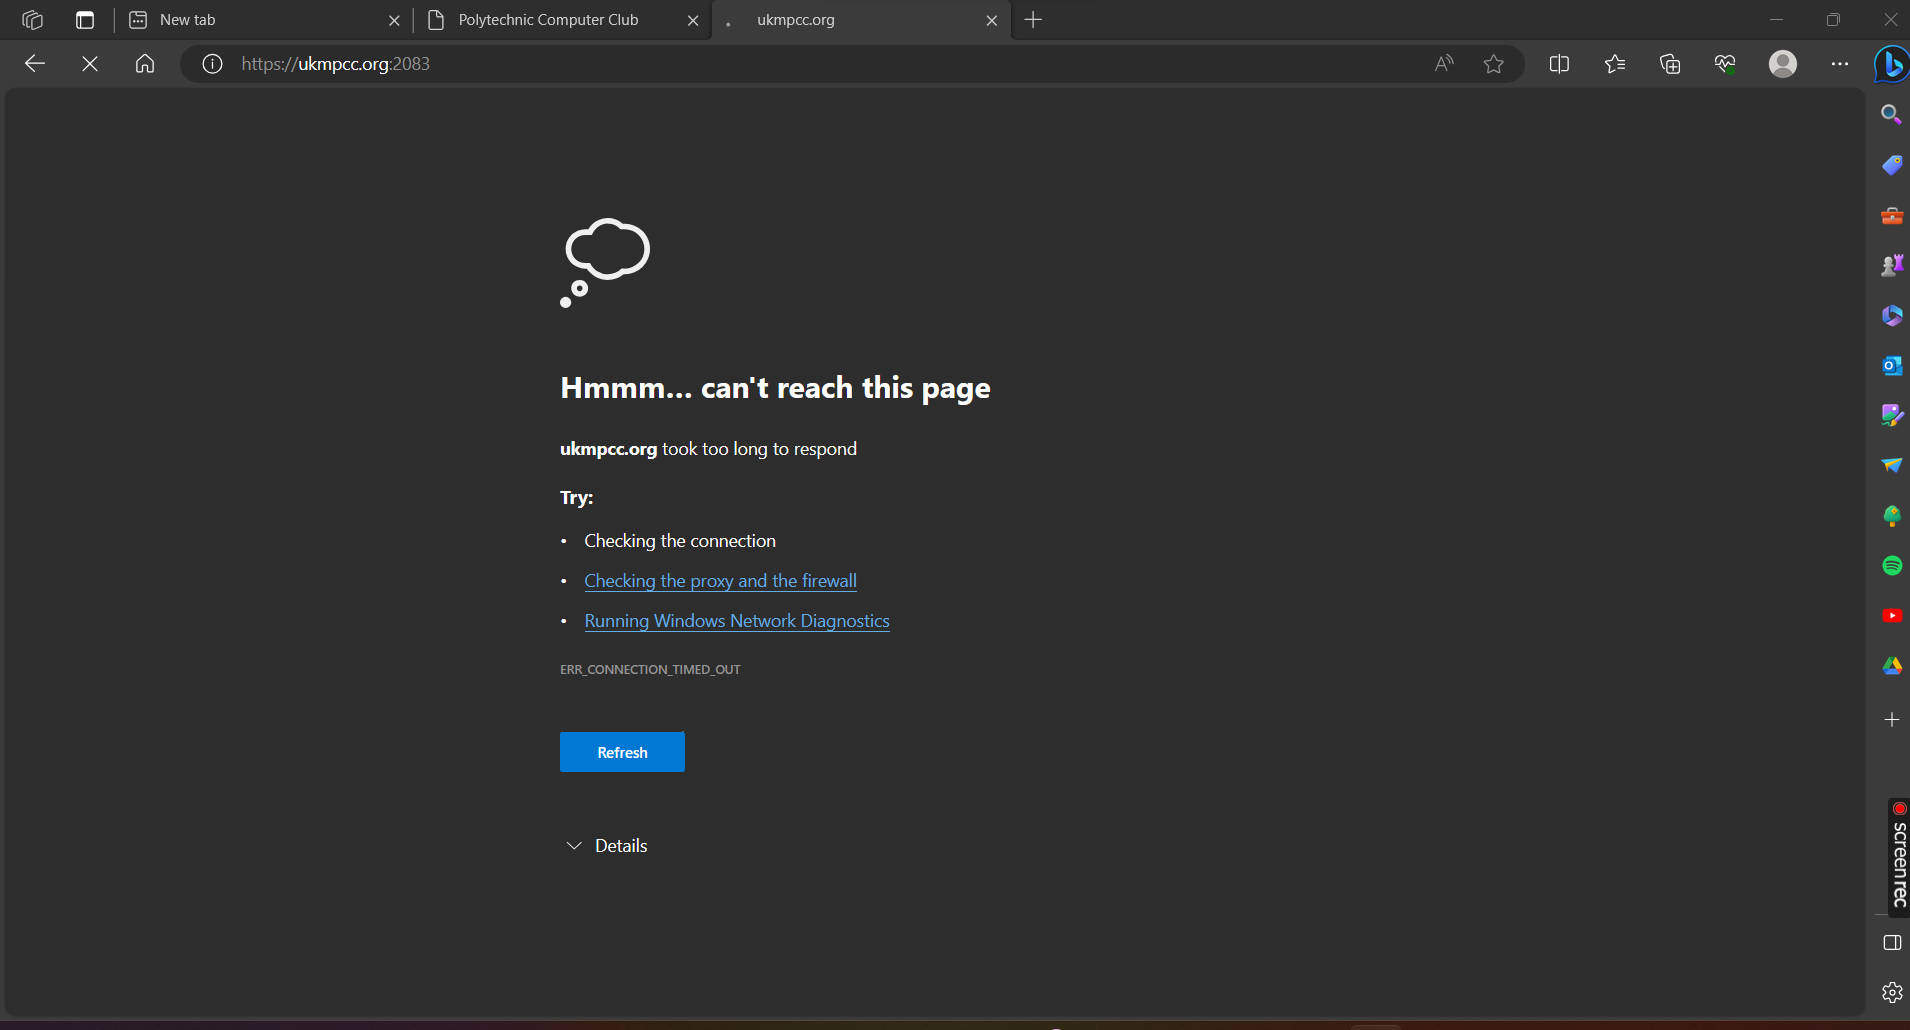 New tab
Polytechnic Computer Club
ukmpcc.org
https://ukmpcc.org:2083
Hmmm... can't reach this page
ukmpcc.org took too long to respond
Try:
• Checking the connection
• Checking the proxy and the firewall
• Running Windows Network Diagnostics
ERR_CONNECTION_TIMED_OUT
Refresh
Details
screenrec